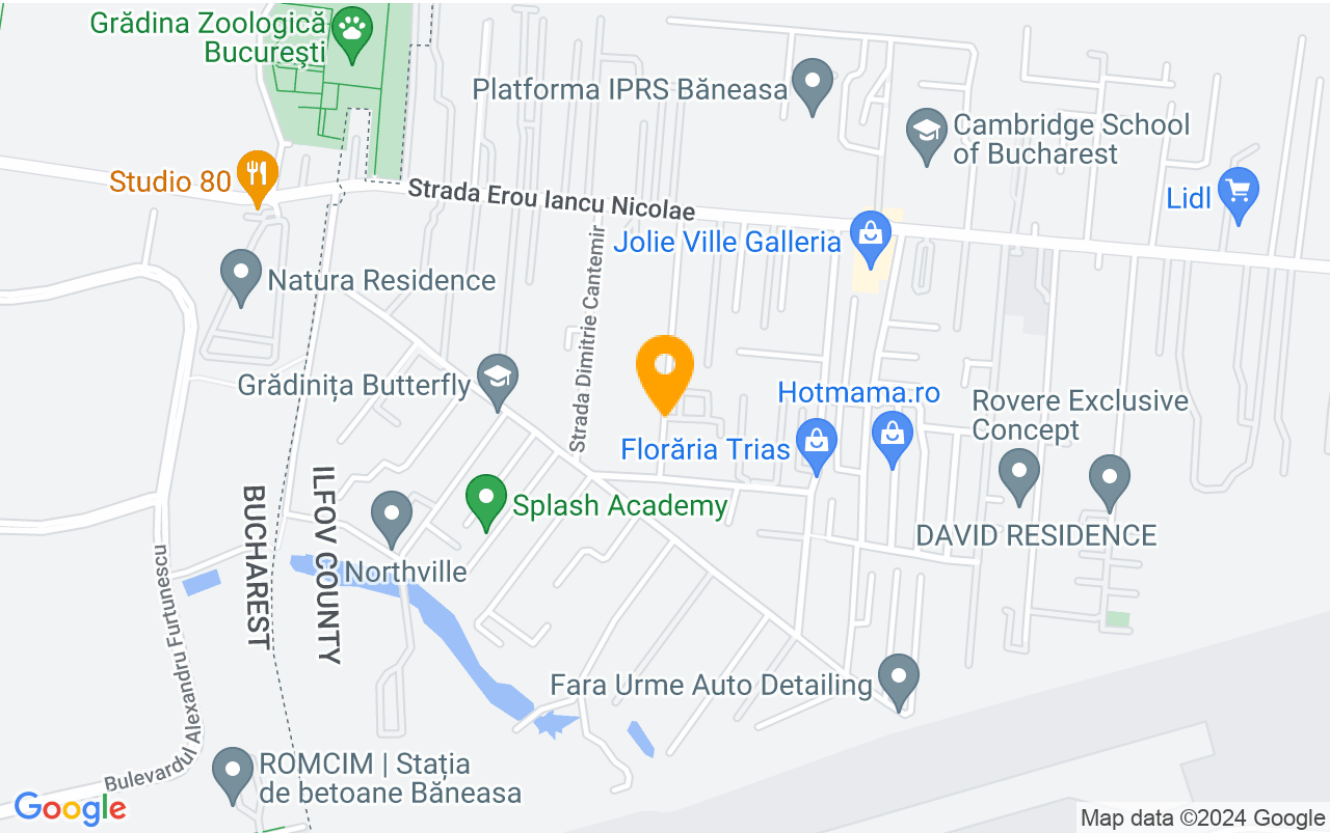 Grădina Zoologică
Bucureşti
Platforma IPRS Băneasa
Cambridge School
of Bucharest
Studio 80
Strada Erou Iancu Nicolae
Lidl
Jolie Ville Galleria
Natura Residence
Strada Dimitrie Cantemir
Grădinița Butterfly
Hotmama.ro
Rovere Exclusive
Concept
Florăria Trias
Splash Academy
DAVID RESIDENCE
BUCHAREST
ILFOV COUNTY
Northville
Bulevardul Alexandru Furtunescu
Fara Urme Auto Detailing
ROMCIM | Stația
de betoane Băneasa
Google
Map data ©2024 Google